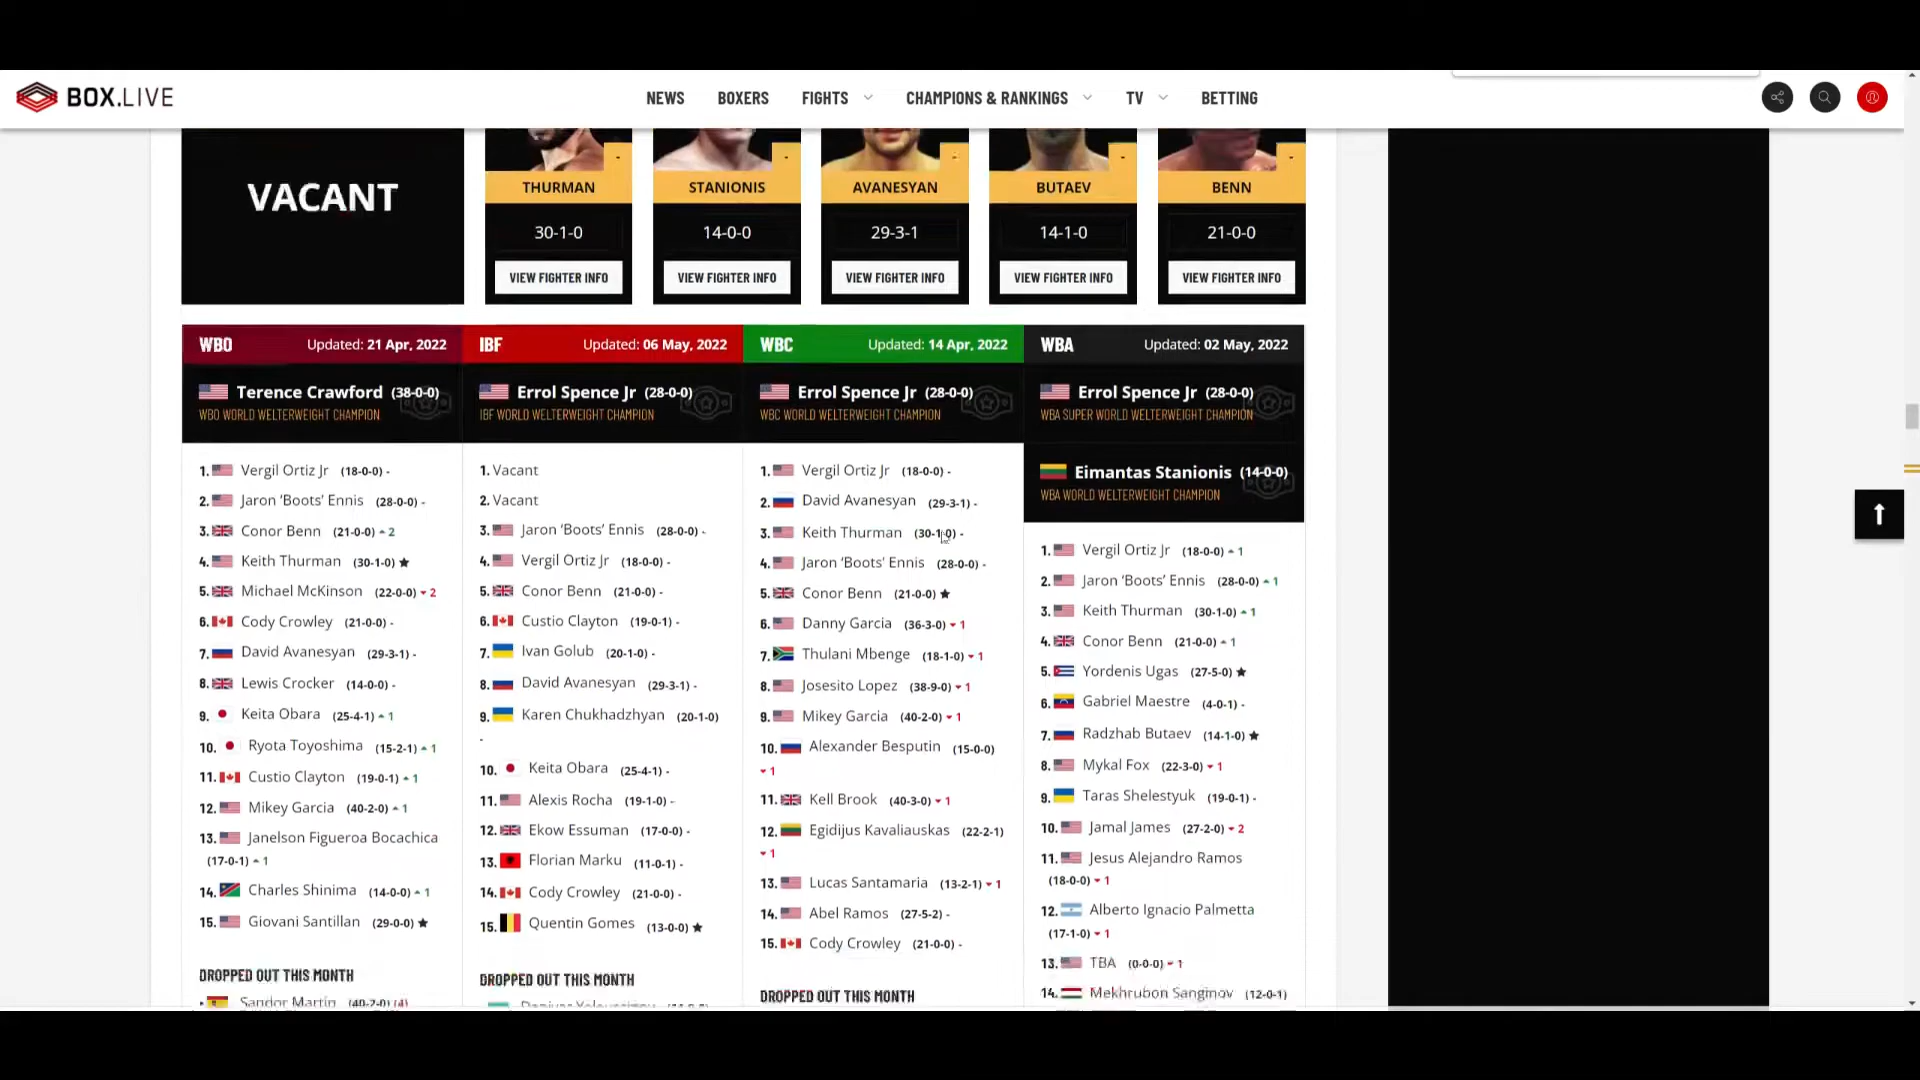 BOX.LIVE
NEWS BOXERS FIGHTS CHAMPIONS & RANKINGS TV BETTING
VACANT
THURMAN STANIONIS AVANESYAN BUTAEV BENN
30-1-0 14-0-0 29-3-1 14-1-0 21-0-0
VIEW FIGHTER INFO VIEW FIGHTER INFO VIEW FIGHTER INFO VIEW FIGHTER INFO VIEW FIGHTER INFO
WBO Updated: 21 Apr, 2022
Terence Crawford (38-0-0)
WBO WORLD WELTERWEIGHT CHAMPION
1. Vergil Ortiz Jr (18-0-0) -
2. Jaron ‘Boots’ Ennis (28-0-0) -
3. Conor Benn (21-0-0) 2
4. Keith Thurman (30-1-0) ★
5. Michael McKinson (22-0-0) 2
6. Cody Crowley (21-0-0) -
7. David Avanesyan (29-3-1) -
8. Lewis Crocker (14-0-0) -
9. Keita Obara (25-4-1) 1
10. Ryota Toyoshima (15-2-1) 1
11. Custio Clayton (19-0-1) 1
12. Mikey Garcia (40-2-0) 1
13. Janelson Figueroa Bocachica
(17-0-1) 1
14. Charles Shinima (14-0-0) 1
15. Giovani Santillan (29-0-0) ★
DROPPED OUT THIS MONTH
Sandor Martin (40-2-0) (4)
IBF Updated: 06 May, 2022
Errol Spence Jr (28-0-0)
IBF WORLD WELTERWEIGHT CHAMPION
1. Vacant
2. Vacant
3. Jaron ‘Boots’ Ennis (28-0-0) -
4. Vergil Ortiz Jr (18-0-0) -
5. Conor Benn (21-0-0) -
6. Custio Clayton (19-0-1) -
7. Ivan Golub (20-1-0) -
8. David Avanesyan (29-3-1) -
9. Karen Chukhadzhyan (20-1-0)
-
10. Keita Obara (25-4-1) -
11. Alexis Rocha (19-1-0) -
12. Ekow Essuman (17-0-0) -
13. Florian Marku (11-0-1) -
14. Cody Crowley (21-0-0) -
15. Quentin Gomes (13-0-0) ★
DROPPED OUT THIS MONTH
WBC Updated: 14 Apr, 2022
Errol Spence Jr (28-0-0)
WBC WORLD WELTERWEIGHT CHAMPION
1. Vergil Ortiz Jr (18-0-0) -
2. David Avanesyan (29-3-1) -
3. Keith Thurman (30-1-0) -
4. Jaron ‘Boots’ Ennis (28-0-0) -
5. Conor Benn (21-0-0) ★
6. Danny Garcia (36-3-0) 1
7. Thulani Mbenge (18-1-0) 1
8. Josesito Lopez (38-9-0) 1
9. Mikey Garcia (40-2-0) 1
10. Alexander Besputin (15-0-0)
1
11. Kell Brook (40-3-0) 1
12. Egidijus Kavaliauskas (22-2-1)
1
13. Lucas Santamaria (13-2-1) 1
14. Abel Ramos (27-5-2) -
15. Cody Crowley (21-0-0) -
DROPPED OUT THIS MONTH
WBA Updated: 02 May, 2022
Errol Spence Jr (28-0-0)
WBA SUPER WORLD WELTERWEIGHT CHAMPION
Eimantas Stanionis (14-0-0)
WBA WORLD WELTERWEIGHT CHAMPION
1. Vergil Ortiz Jr (18-0-0) 1
2. Jaron ‘Boots’ Ennis (28-0-0) 1
3. Keith Thurman (30-1-0) 1
4. Conor Benn (21-0-0) 1
5. Yordenis Ugas (27-5-0) ★
6. Gabriel Maestre (4-0-1) -
7. Radzhab Butaev (14-1-0) ★
8. Mykal Fox (22-3-0) 1
9. Taras Shelestyuk (19-0-1) -
10. Jamal James (27-2-0) 2
11. Jesus Alejandro Ramos
(18-0-0) 1
12. Alberto Ignacio Palmetta
(17-1-0) 1
13. TBA (0-0-0) 1
14. Mekhrubon Sanginov (12-0-1)